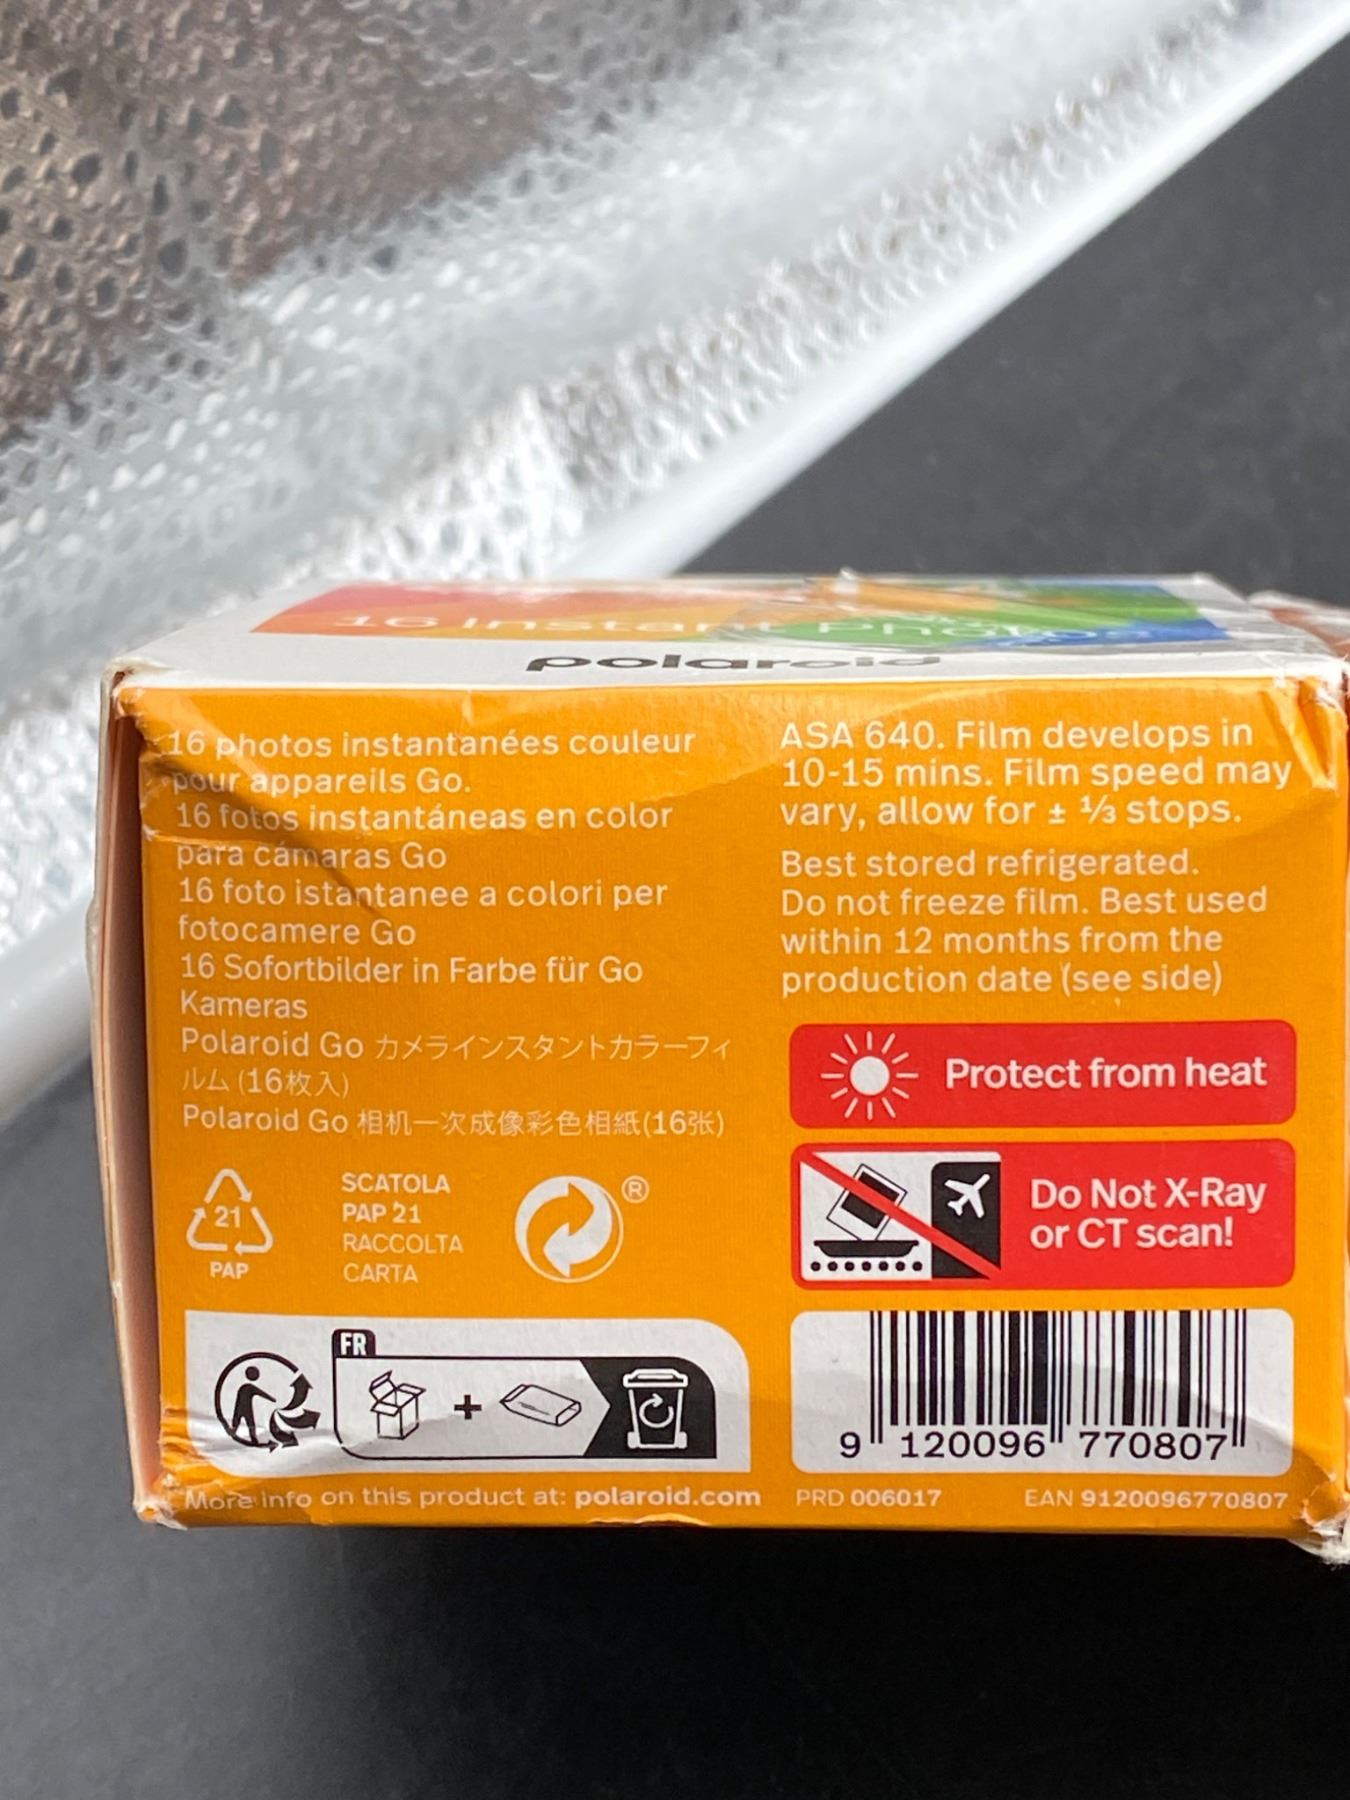 16 Instant Photos
polaroid
16 photos instantanées couleur
pour appareils Go.
16 fotos instantáneas en color
para cámaras Go
16 foto istantanee a colori per
fotocamere Go
16 Sofortbilder in Farbe für Go
Kameras
Polaroid Go カメラインスタントカラーフィ
ルム (16枚入)
Polaroid Go 相机一次成像彩色相紙(16张)
21
PAP
SCATOLA
PAP 21
RACCOLTA
CARTA
®
FR
More info on this product at: polaroid.com
ASA 640. Film develops in
10-15 mins. Film speed may
vary, allow for ± ⅓ stops.
Best stored refrigerated.
Do not freeze film. Best used
within 12 months from the
production date (see side)
Protect from heat
Do Not X-Ray
or CT scan!
9 120096 770807
PRD 006017 EAN 9120096770807